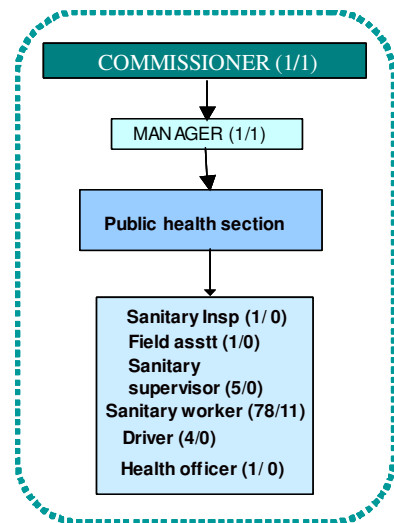 COMMISSIONER (1/1)
MANAGER (1/1)
Public health section
Sanitary Insp (1/ 0)
Field asstt (1/0)
Sanitary
supervisor (5/0)
Sanitary worker (78/11)
Driver (4/0)
Health officer (1/ 0)